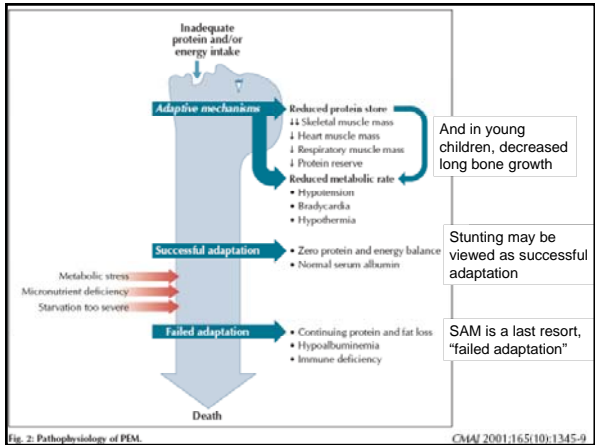 Inadequate
protein and/or
energy intake
Adaptive mechanisms
Reduced protein store
↓↓ Skeletal muscle mass
↓ Heart muscle mass
↓ Respiratory muscle mass
↓ Protein reserve
Reduced metabolic rate
• Hypotension
• Bradycardia
• Hypothermia
And in young
children, decreased
long bone growth
Successful adaptation
• Zero protein and energy balance
• Normal serum albumin
Stunting may be
viewed as successful
adaptation
Metabolic stress
Micronutrient deficiency
Starvation too severe
Failed adaptation
• Continuing protein and fat loss
• Hypoalbuminemia
• Immune deficiency
SAM is a last resort,
“failed adaptation”
Death
Fig. 2: Pathophysiology of PEM.
CMAJ 2001;165(10):1345-9